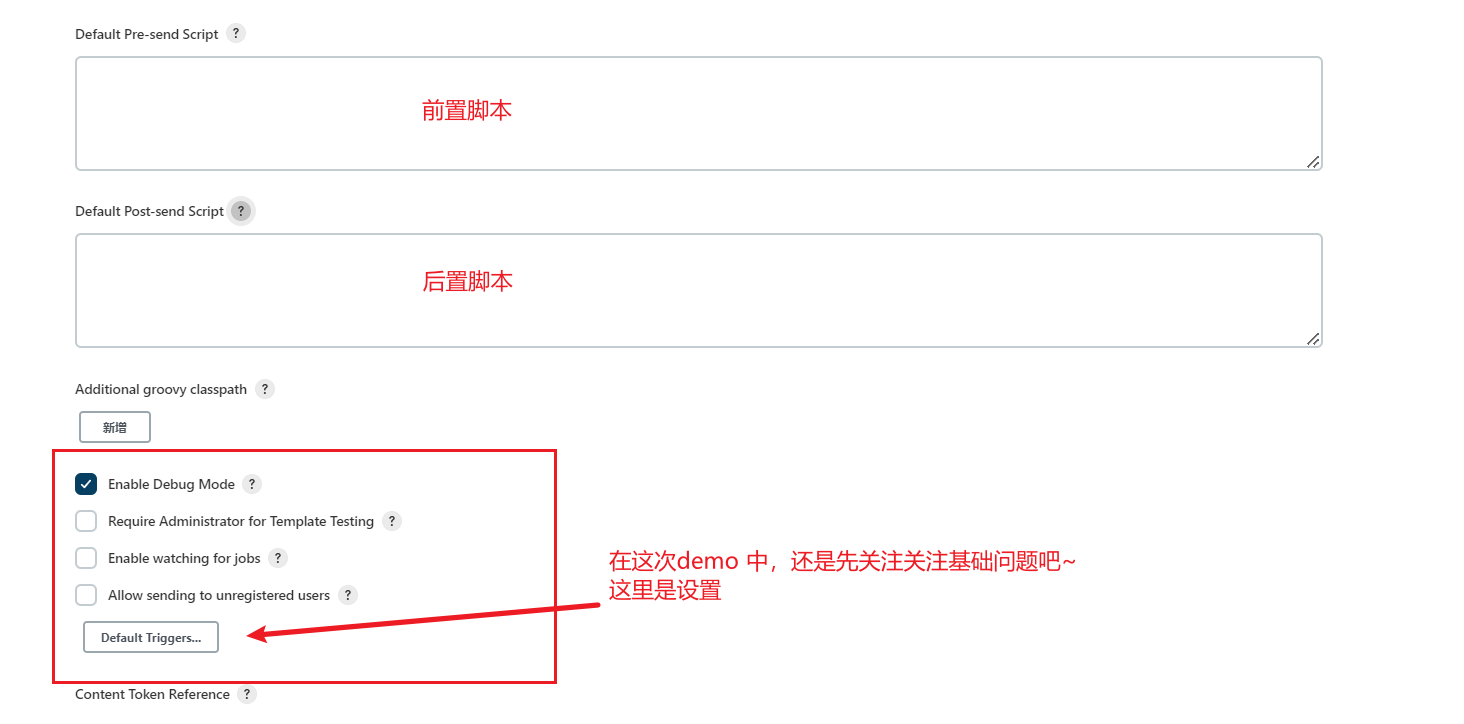 Default Pre-send Script ?
前置脚本
Default Post-send Script ?
后置脚本
Additional groovy classpath ?
新增
Enable Debug Mode ?
Require Administrator for Template Testing ?
Enable watching for jobs ?
Allow sending to unregistered users ?
在这次demo 中，还是先关注关注基础问题吧~
这里是设置
Default Triggers...
Content Token Reference ?